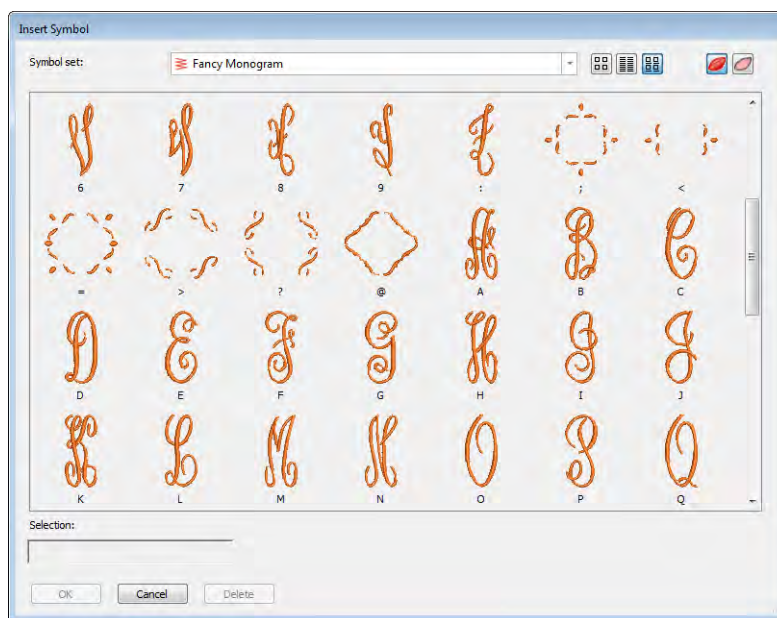 Insert Symbol
Symbol set: Fancy Monogram
6 7 8 9 : ; <
= > ? @ A B C
D E F G H I J
K L M N O P Q
Selection:
OK Cancel Delete